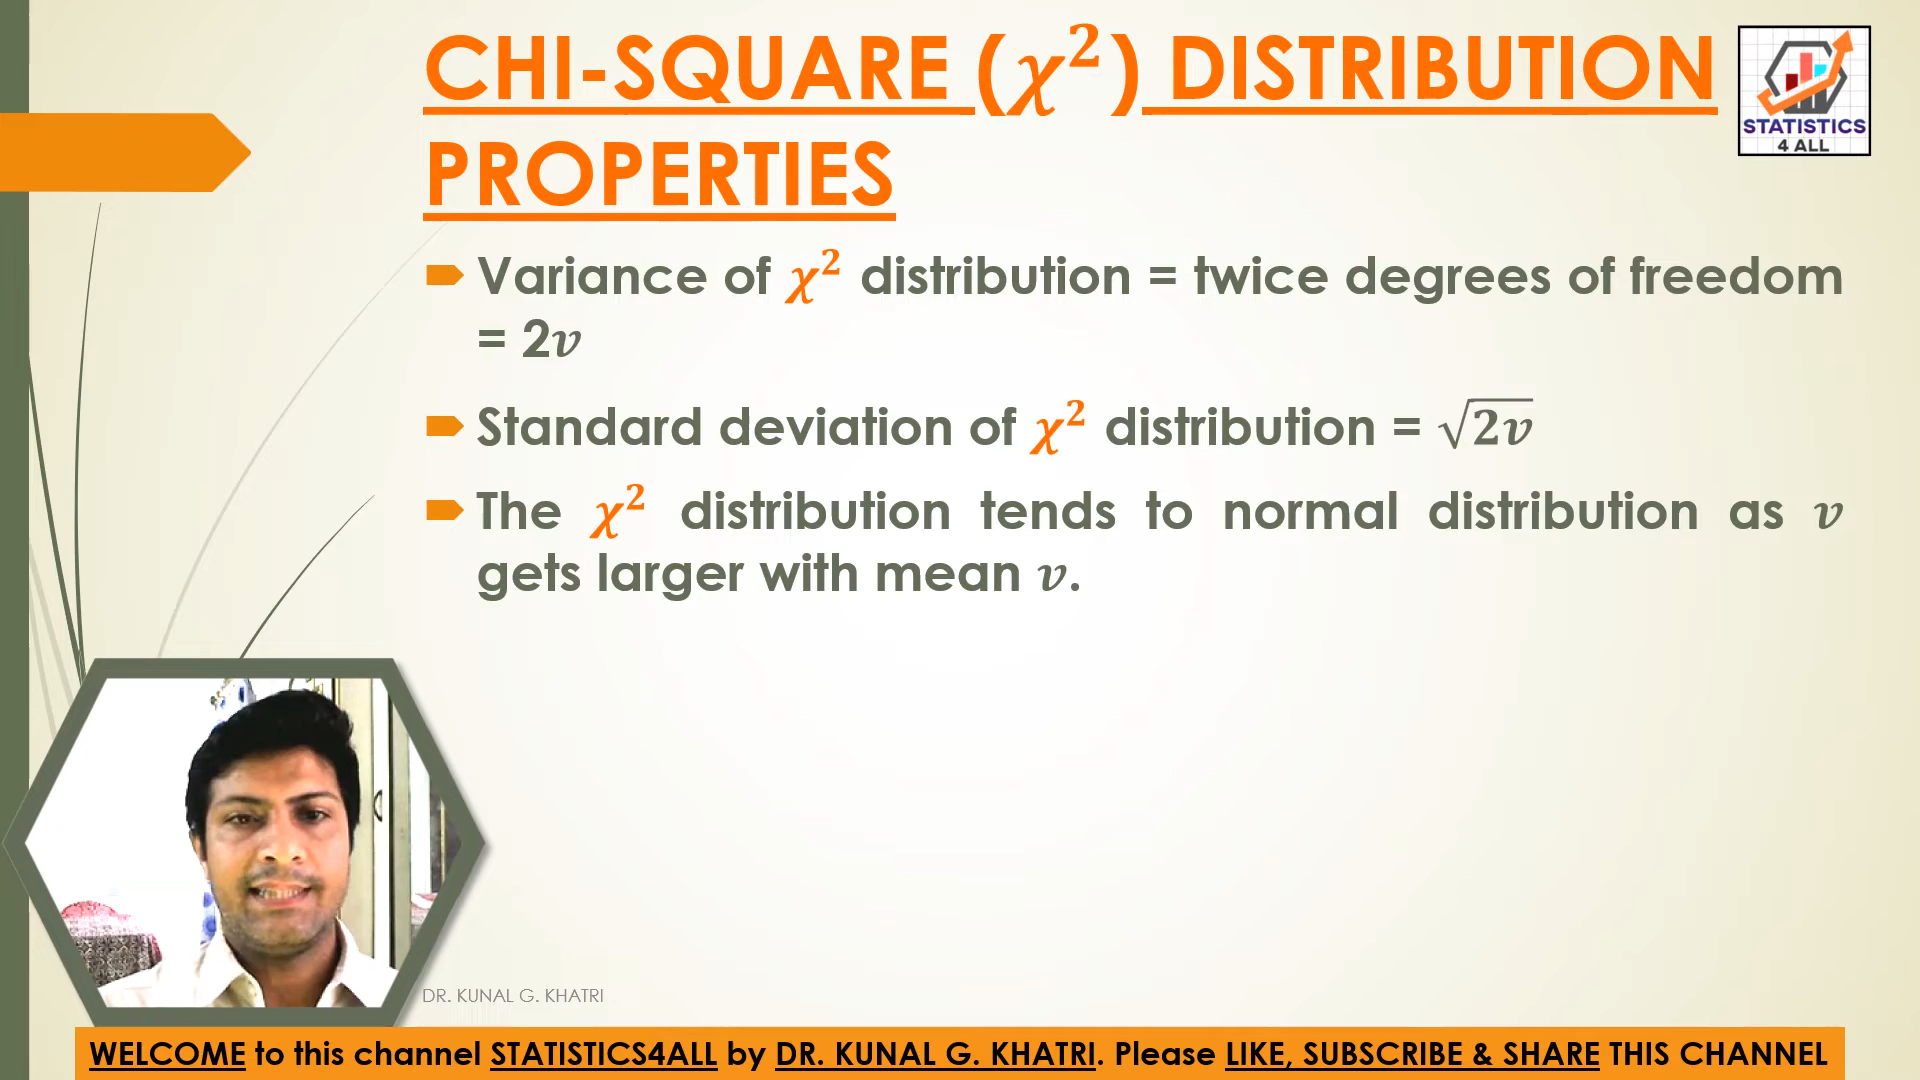 CHI-SQUARE (χ²) DISTRIBUTION
PROPERTIES
STATISTICS
4 ALL
Variance of χ² distribution = twice degrees of freedom
= 2v
Standard deviation of χ² distribution = √2v
The χ² distribution tends to normal distribution as v
gets larger with mean v.
DR. KUNAL G. KHATRI
WELCOME to this channel STATISTICS4ALL by DR. KUNAL G. KHATRI. Please LIKE, SUBSCRIBE & SHARE THIS CHANNEL